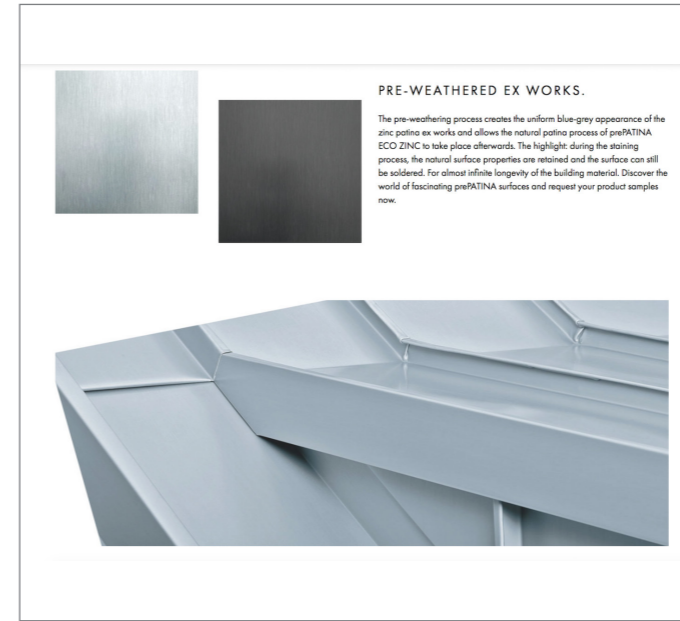 PRE-WEATHERED EX WORKS.
The pre-weathering process creates the uniform blue-grey appearance of the
zinc patina ex works and allows the natural patina process of prePATINA
ECO ZINC to take place afterwards. The highlight: during the staining
process, the natural surface properties are retained and the surface can still
be soldered. For almost infinite longevity of the building material. Discover the
world of fascinating prePATINA surfaces and request your product samples
now.